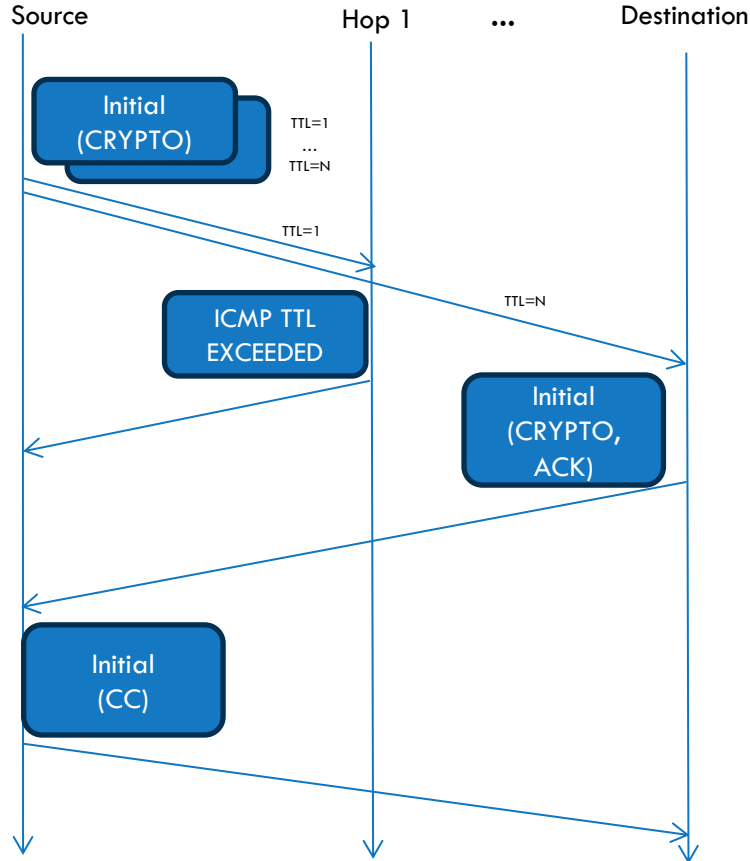 Source
Hop 1
...
Destination
Initial
(CRYPTO)
TTL=1
...
TTL=N
TTL=1
TTL=N
ICMP TTL
EXCEEDED
Initial
(CRYPTO,
ACK)
Initial
(CC)